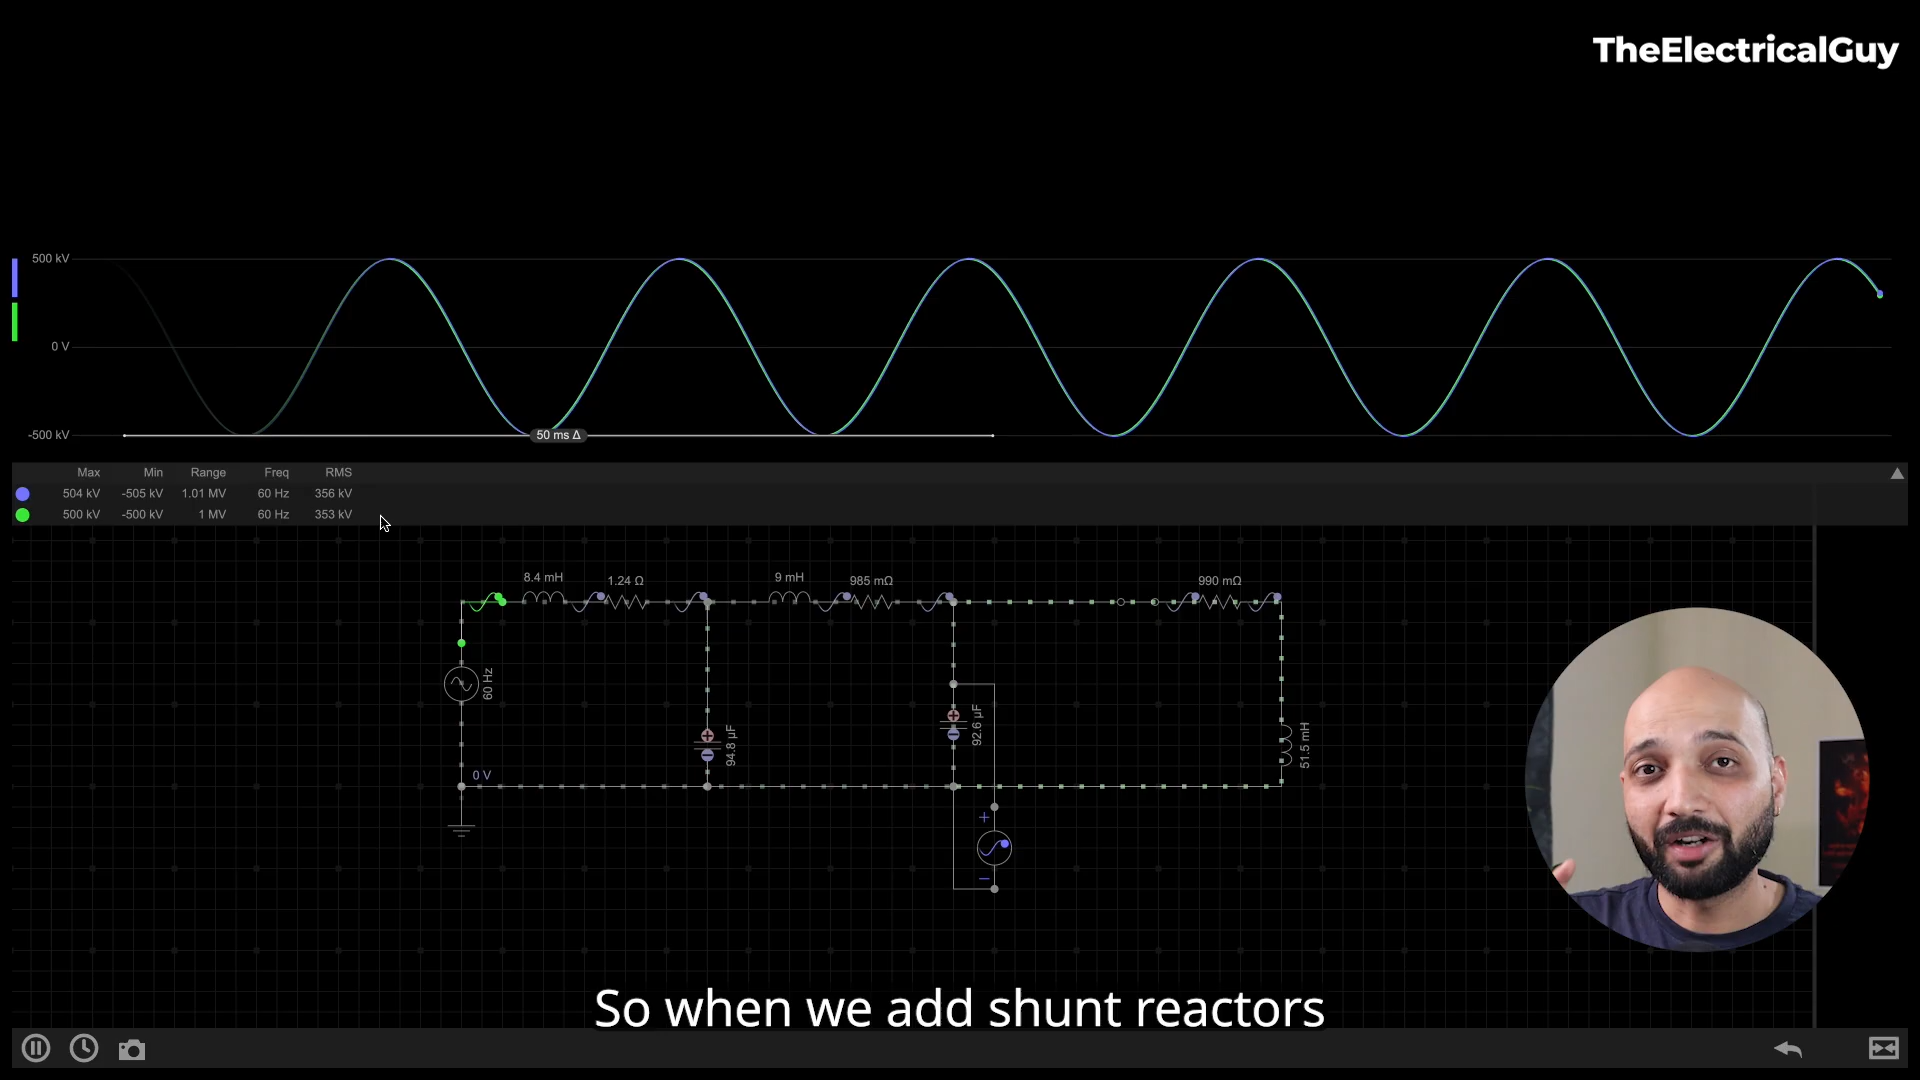 TheElectricalGuy
500 kV
0 V
-500 kV
50 ms Δ
Max Min Range Freq RMS
504 kV -505 kV 1.01 MV 60 Hz 356 kV
500 kV -500 kV 1 MV 60 Hz 353 kV
8.4 mH 1.24 Ω 9 mH 985 mΩ 990 mΩ
60 Hz
94.8 µF
92.6 µF
51.5 mH
0 V
+
−
So when we add shunt reactors